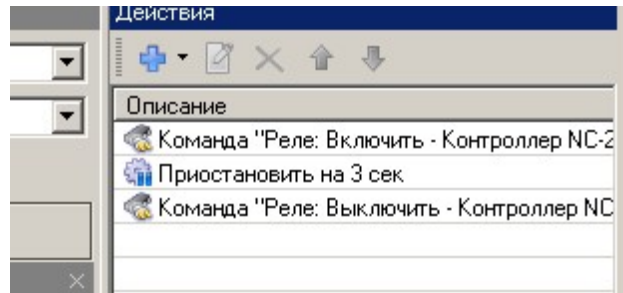 Действия
Описание
Команда "Реле: Включить - Контроллер NC-2
Приостановить на 3 сек
Команда "Реле: Выключить - Контроллер NC